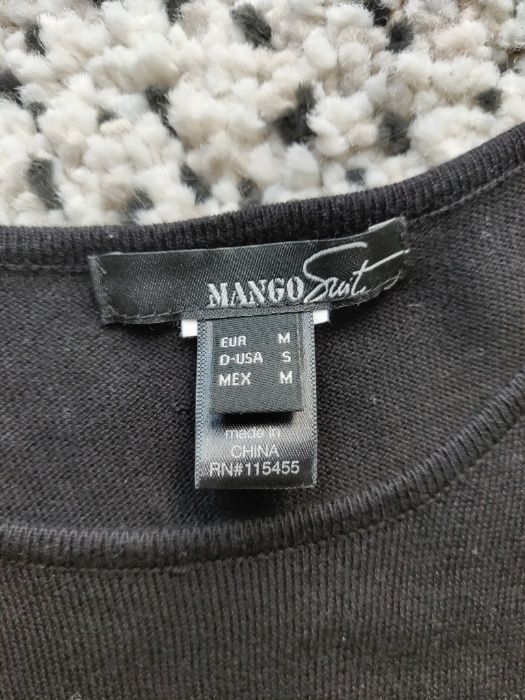 MANGO Suit
EUR M
D-USA S
MEX M
made in
CHINA
RN#115455